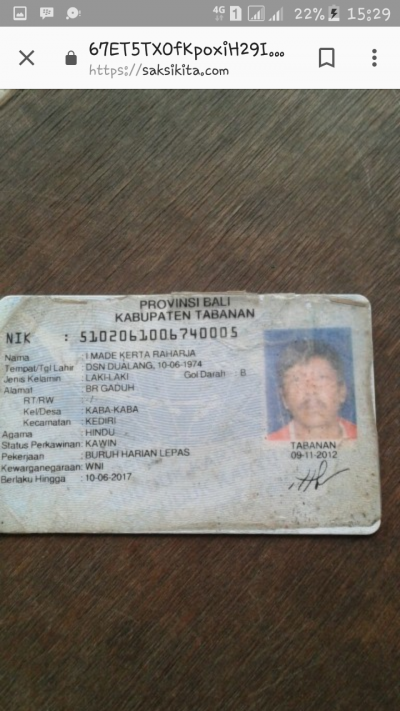 4G 1 22% 15:29
67ET5TXOfKpoxiH29I...
https://saksikita.com
PROVINSI BALI
KABUPATEN TABANAN
NIK : 5102061006740005
Nama : I MADE KERTA RAHARJA
Tempat/Tgl Lahir : DSN DUALANG, 10-06-1974
Jenis Kelamin : LAKI-LAKI Gol Darah : B
Alamat : BR GADUH
RT/RW : -/-
Kel/Desa : KABA-KABA
Kecamatan : KEDIRI
Agama : HINDU
Status Perkawinan: KAWIN
Pekerjaan : BURUH HARIAN LEPAS
Kewarganegaraan: WNI
Berlaku Hingga : 10-06-2017
TABANAN
09-11-2012